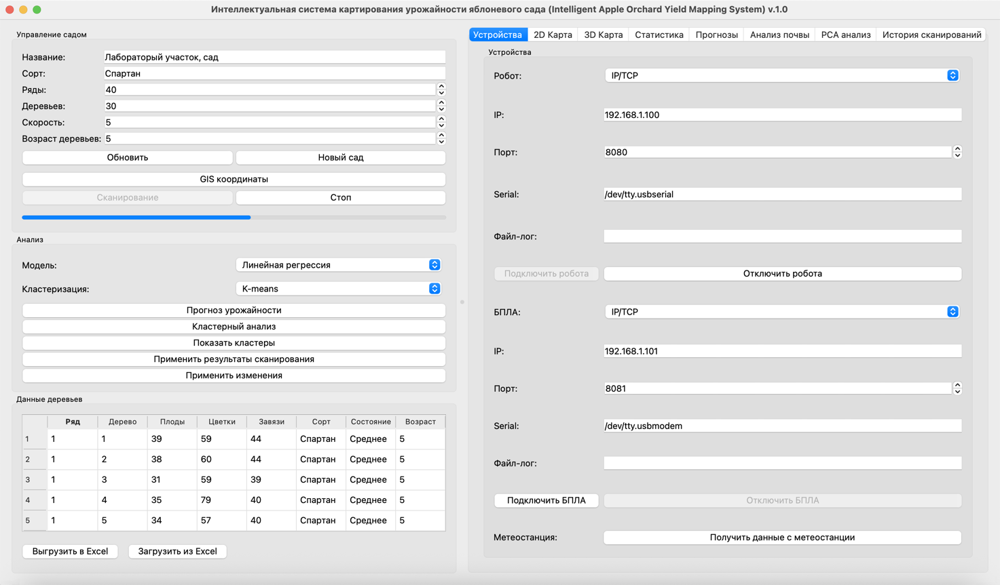 Интеллектуальная система картирования урожайности яблоневого сада (Intelligent Apple Orchard Yield Mapping System) v.1.0
Управление садом
Название: Лабораторый участок, сад
Сорт: Спартан
Ряды: 40
Деревьев: 30
Скорость: 5
Возраст деревьев: 5
Обновить Новый сад
GIS координаты
Сканирование Стоп
Анализ
Модель: Линейная регрессия
Кластеризация: K-means
Прогноз урожайности
Кластерный анализ
Показать кластеры
Применить результаты сканирования
Применить изменения
Данные деревьев
Ряд Дерево Плоды Цветки Завязи Сорт Состояние Возраст
1 1 1 39 59 44 Спартан Среднее 5
2 1 2 38 60 44 Спартан Среднее 5
3 1 3 31 59 39 Спартан Среднее 5
4 1 4 35 79 40 Спартан Среднее 5
5 1 5 34 57 40 Спартан Среднее 5
Выгрузить в Excel Загрузить из Excel
Устройства 2D Карта 3D Карта Статистика Прогнозы Анализ почвы PCA анализ История сканирований
Устройства
Робот: IP/TCP
IP: 192.168.1.100
Порт: 8080
Serial: /dev/tty.usbserial
Файл-лог:
Подключить робота Отключить робота
БПЛА: IP/TCP
IP: 192.168.1.101
Порт: 8081
Serial: /dev/tty.usbmodem
Файл-лог:
Подключить БПЛА Отключить БПЛА
Метеостанция: Получить данные с метеостанции